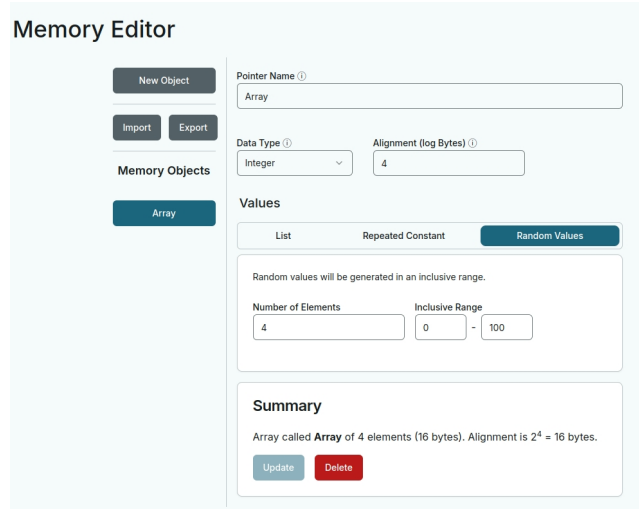 Memory Editor
New Object
Import Export
Memory Objects
Array
Pointer Name ⓘ
Array
Data Type ⓘ Alignment (log Bytes) ⓘ
Integer 4
Values
List Repeated Constant Random Values
Random values will be generated in an inclusive range.
Number of Elements Inclusive Range
4 0 - 100
Summary
Array called Array of 4 elements (16 bytes). Alignment is 2⁴ = 16 bytes.
Update Delete